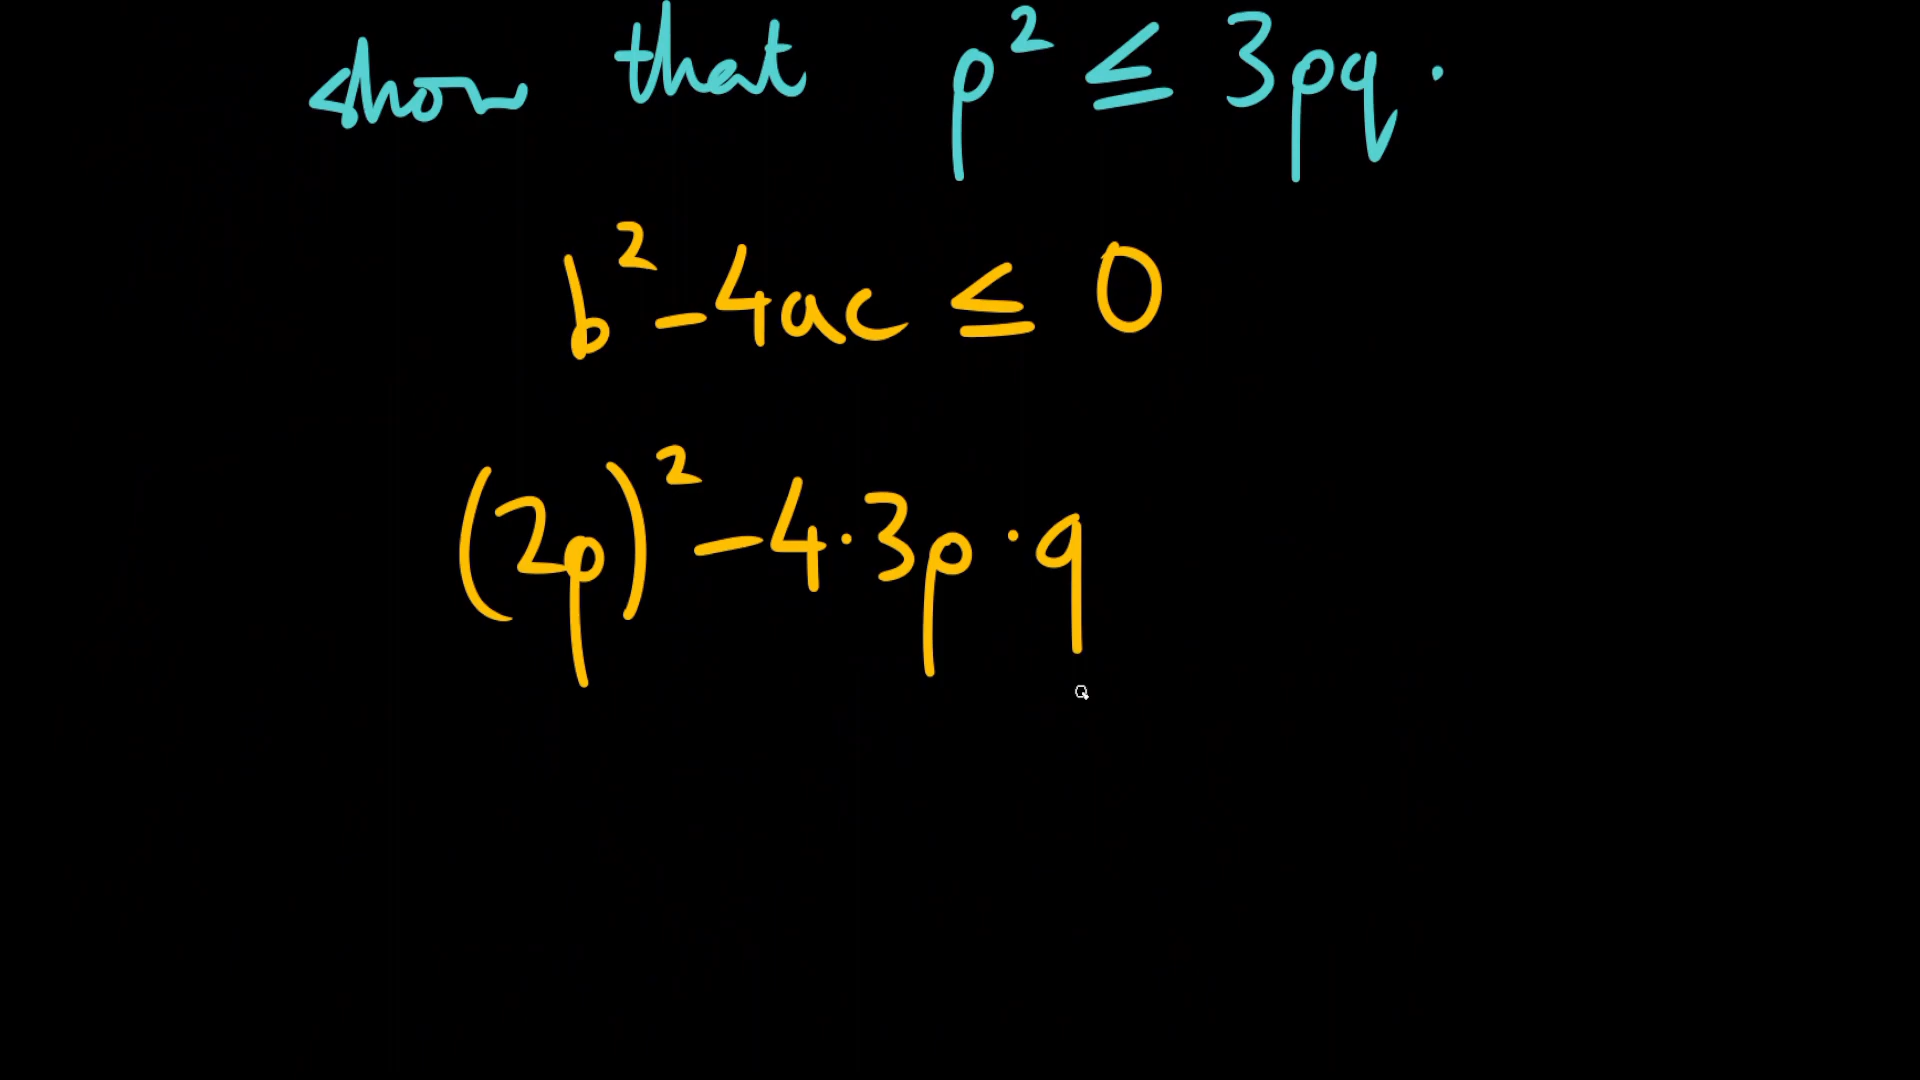 show that p² ≤ 3pq.
b² - 4ac ≤ 0
(2p)² - 4·3p·q